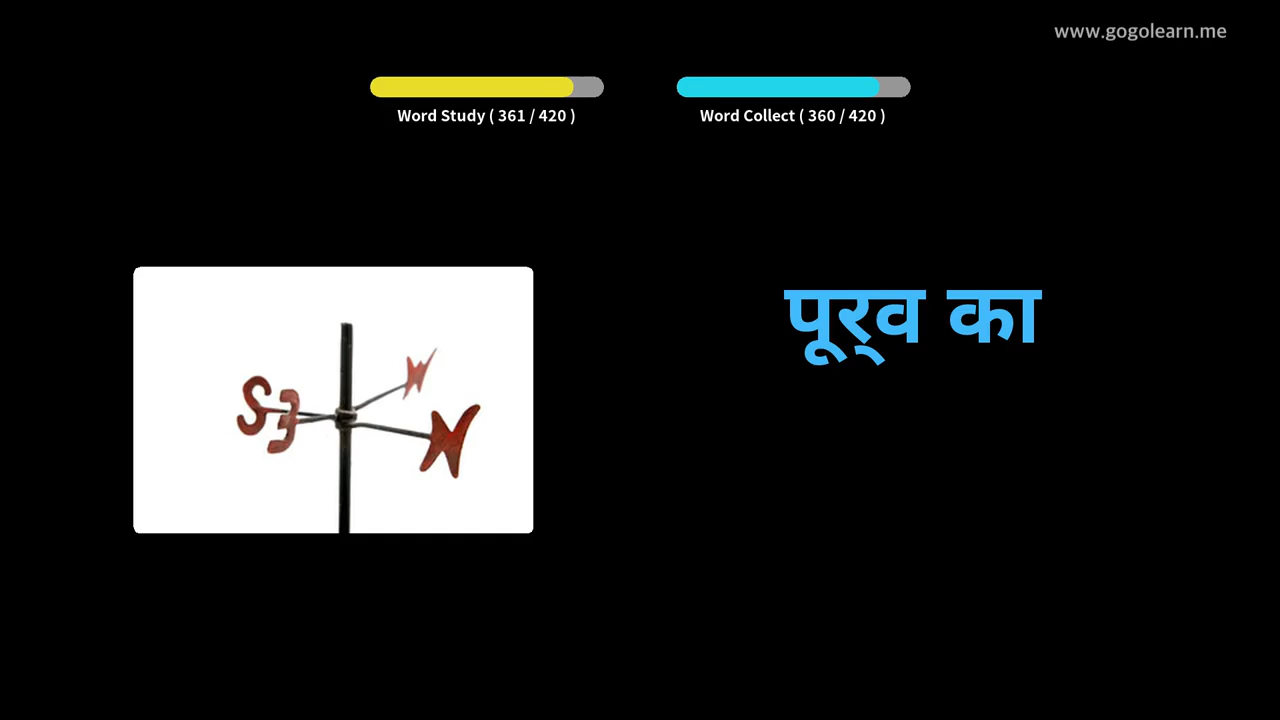 www.gogolearn.me
Word Study ( 361 / 420 )
Word Collect ( 360 / 420 )
पूर्‌व का
S E N N